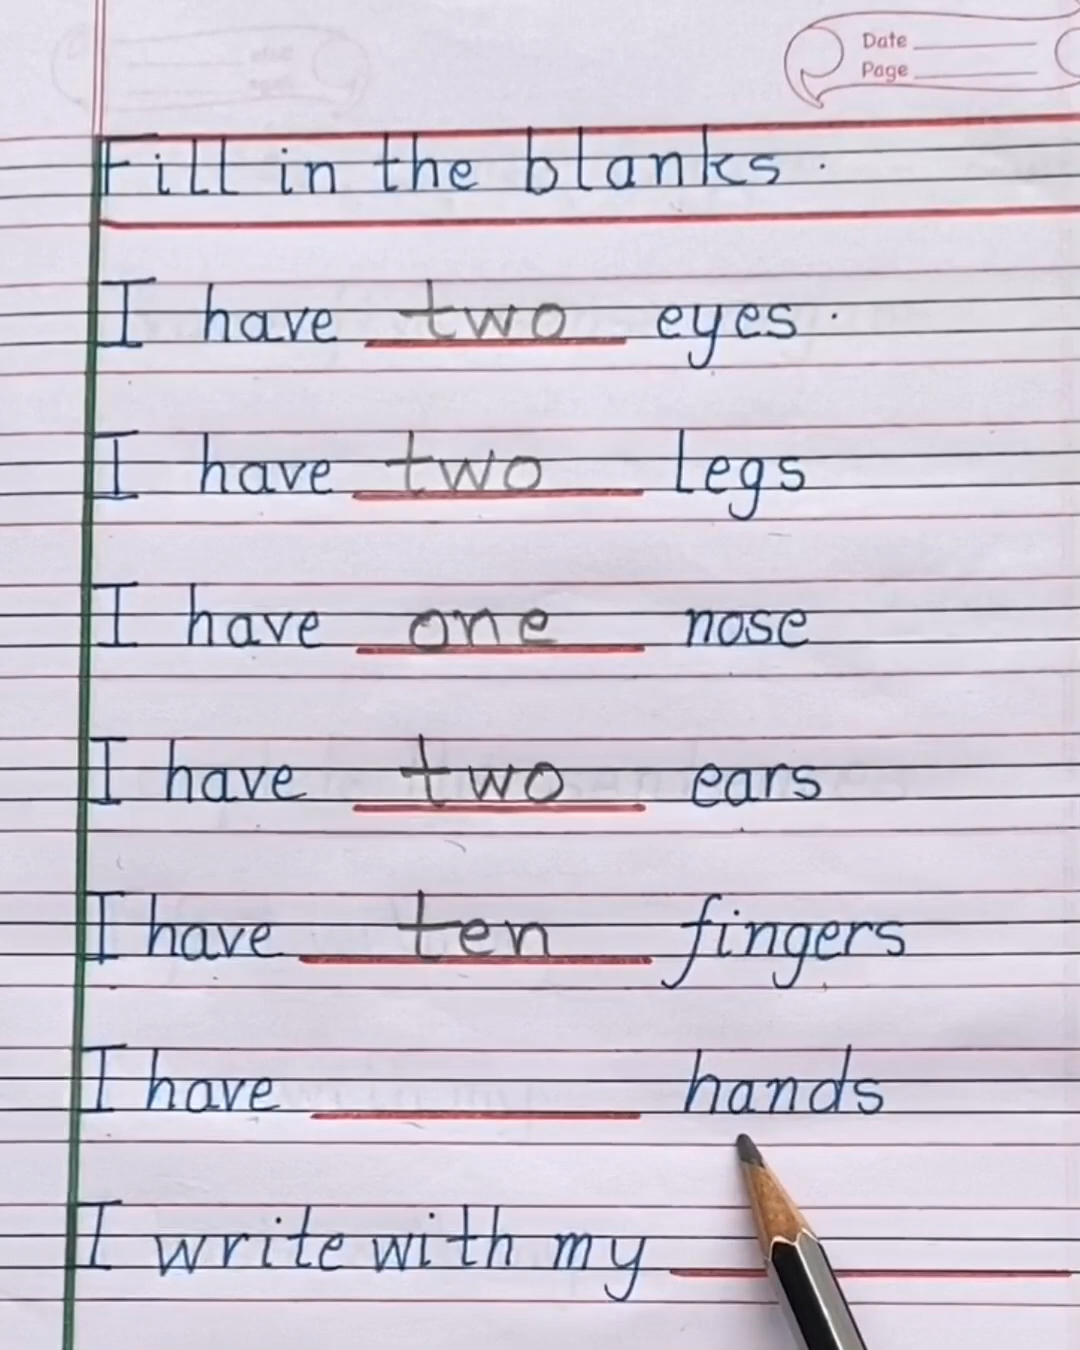 Date
Page
Fill in the blanks.
I have two eyes.
I have two legs
I have one nose
I have two ears
I have ten fingers
I have hands
I write with my